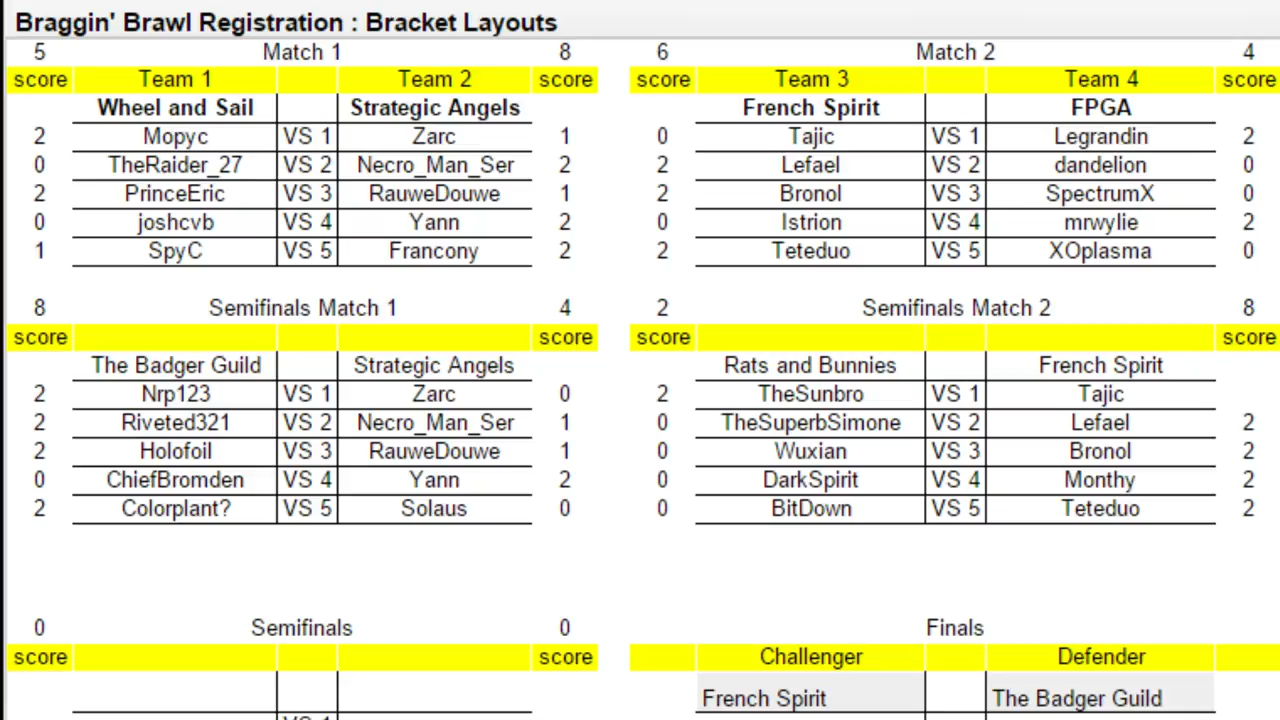 Braggin' Brawl Registration : Bracket Layouts
5 Match 1 8 6 Match 2 4
score Team 1 Team 2 score score Team 3 Team 4 score
Wheel and Sail Strategic Angels French Spirit FPGA
2 Mopyc VS 1 Zarc 1 0 Tajic VS 1 Legrandin 2
0 TheRaider_27 VS 2 Necro_Man_Ser 2 2 Lefael VS 2 dandelion 0
2 PrinceEric VS 3 RauweDouwe 1 2 Bronol VS 3 SpectrumX 0
0 joshcvb VS 4 Yann 2 0 Istrion VS 4 mrwylie 2
1 SpyC VS 5 Francony 2 2 Teteduo VS 5 XOplasma 0
8 Semifinals Match 1 4 2 Semifinals Match 2 8
score score score score
The Badger Guild Strategic Angels Rats and Bunnies French Spirit
2 Nrp123 VS 1 Zarc 0 2 TheSunbro VS 1 Tajic
2 Riveted321 VS 2 Necro_Man_Ser 1 0 TheSuperbSimone VS 2 Lefael 2
2 Holofoil VS 3 RauweDouwe 1 0 Wuxian VS 3 Bronol 2
0 ChiefBromden VS 4 Yann 2 0 DarkSpirit VS 4 Monthy 2
2 Colorplant? VS 5 Solaus 0 0 BitDown VS 5 Teteduo 2
0 Semifinals 0 Finals
score score Challenger Defender
French Spirit The Badger Guild
VS 1